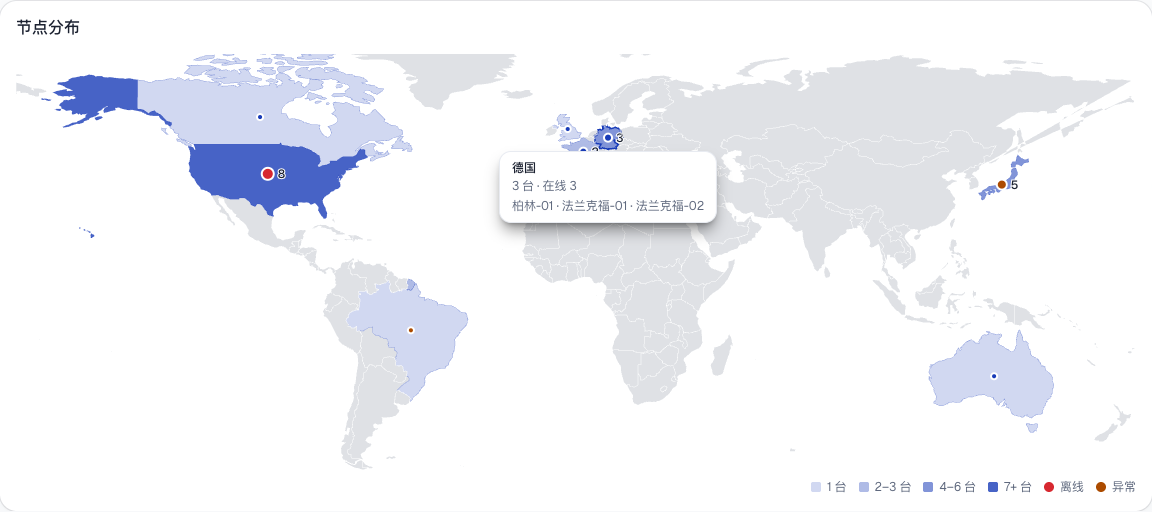 节点分布
3
8
5
德国
3 台 · 在线 3
柏林-01 · 法兰克福-01 · 法兰克福-02
1 台 2–3 台 4–6 台 7+ 台 离线 异常